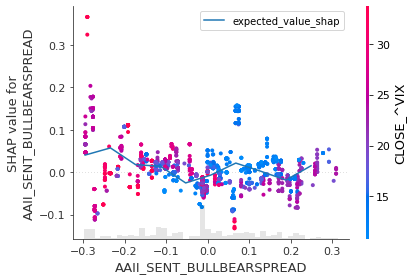 expected_value_shap
SHAP value for
AAII_SENT_BULLBEARSPREAD
0.3
0.2
0.1
0.0
−0.1
−0.3 −0.2 −0.1 0.0 0.1 0.2 0.3
AAII_SENT_BULLBEARSPREAD
30
25
20
15
CLOSE_^VIX